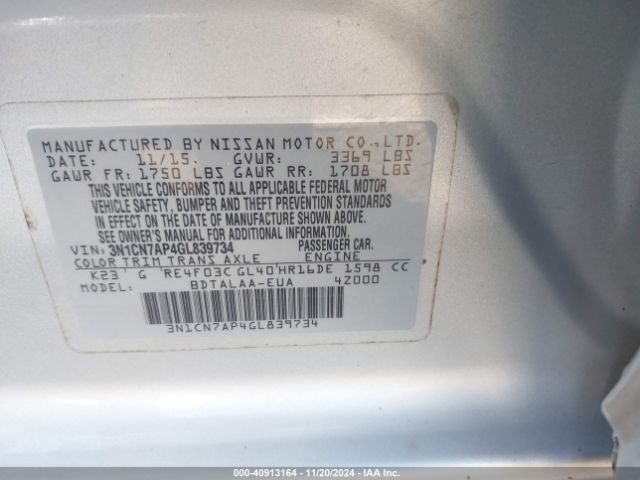 MANUFACTURED BY NISSAN MOTOR CO.,LTD.
DATE: 11/15. GVWR: 3369 LBS
GAWR FR: 1750 LBS GAWR RR: 1708 LBS
THIS VEHICLE CONFORMS TO ALL APPLICABLE FEDERAL MOTOR
VEHICLE SAFETY, BUMPER AND THEFT PREVENTION STANDARDS
IN EFFECT ON THE DATE OF MANUFACTURE SHOWN ABOVE.
SEE OWNER'S MANUAL FOR ADDITIONAL INFORMATION.
VIN: 3N1CN7AP4GL839734 PASSENGER CAR.
COLOR TRIM TRANS AXLE ENGINE
K23 G RE4F03C GL40 HR16DE 1598 CC
MODEL: BDTALAA-EUA 4Z000
3N1CN7AP4GL839734
000-40913164 - 11/20/2024 - IAAI.com